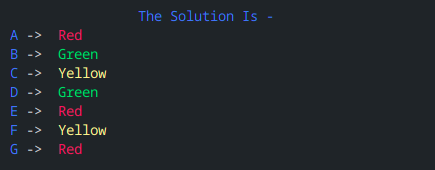 The Solution Is -
A -> Red
B -> Green
C -> Yellow
D -> Green
E -> Red
F -> Yellow
G -> Red